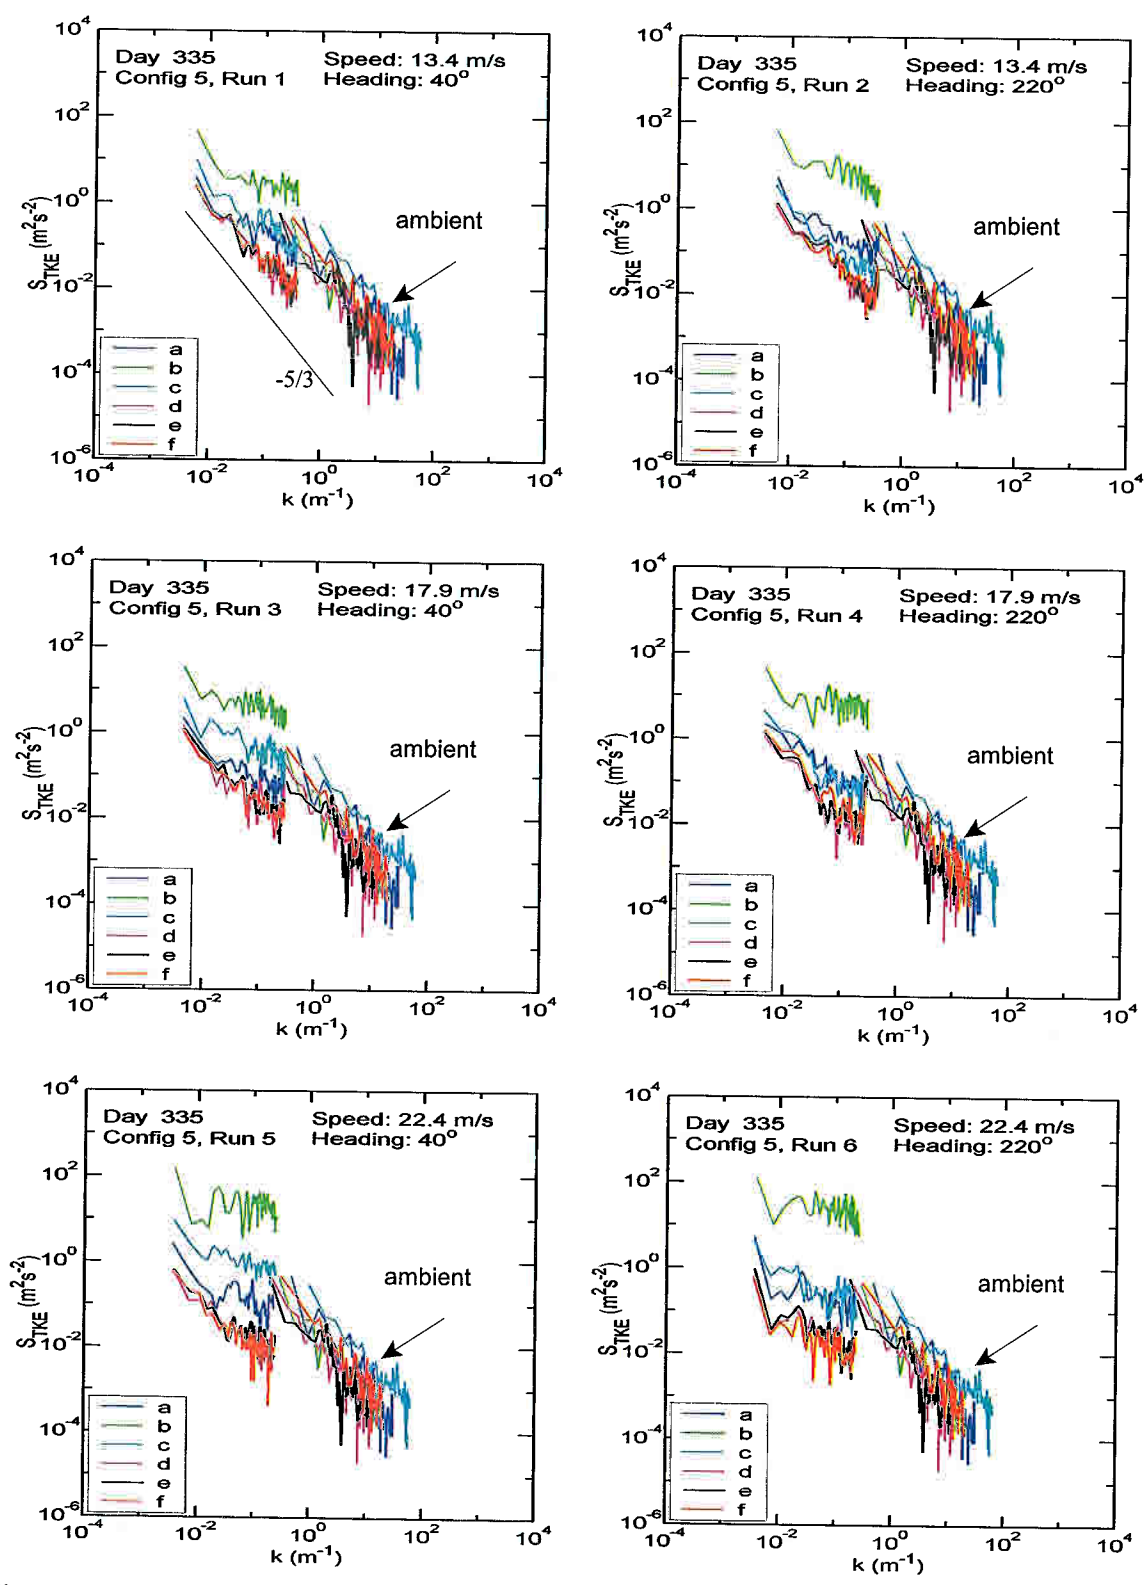 10⁴
Day 335 Speed: 13.4 m/s
Config 5, Run 1 Heading: 40°
10²
10⁰
10⁻²
10⁻⁴
10⁻⁶
S_TKE (m²s⁻²)
ambient
-5/3
a
b
c
d
e
f
10⁻⁴ 10⁻² 10⁰ 10² 10⁴
k (m⁻¹)
10⁴
Day 335 Speed: 13.4 m/s
Config 5, Run 2 Heading: 220°
10²
10⁰
10⁻²
10⁻⁴
10⁻⁶
S_TKE (m²s⁻²)
ambient
a
b
c
d
e
f
10⁻⁴ 10⁻² 10⁰ 10² 10⁴
k (m⁻¹)
10⁴
Day 335 Speed: 17.9 m/s
Config 5, Run 3 Heading: 40°
10²
10⁰
10⁻²
10⁻⁴
10⁻⁶
S_TKE (m²s⁻²)
ambient
a
b
c
d
e
f
10⁻⁴ 10⁻² 10⁰ 10² 10⁴
k (m⁻¹)
10⁴
Day 335 Speed: 17.9 m/s
Config 5, Run 4 Heading: 220°
10²
10⁰
10⁻²
10⁻⁴
10⁻⁶
S_TKE (m²s⁻²)
ambient
a
b
c
d
e
f
10⁻⁴ 10⁻² 10⁰ 10² 10⁴
k (m⁻¹)
10⁴
Day 335 Speed: 22.4 m/s
Config 5, Run 5 Heading: 40°
10²
10⁰
10⁻²
10⁻⁴
10⁻⁶
S_TKE (m²s⁻²)
ambient
a
b
c
d
e
f
10⁻⁴ 10⁻² 10⁰ 10² 10⁴
k (m⁻¹)
10⁴
Day 335 Speed: 22.4 m/s
Config 5, Run 6 Heading: 220°
10²
10⁰
10⁻²
10⁻⁴
10⁻⁶
S_TKE (m²s⁻²)
ambient
a
b
c
d
e
f
10⁻⁴ 10⁻² 10⁰ 10² 10⁴
k (m⁻¹)